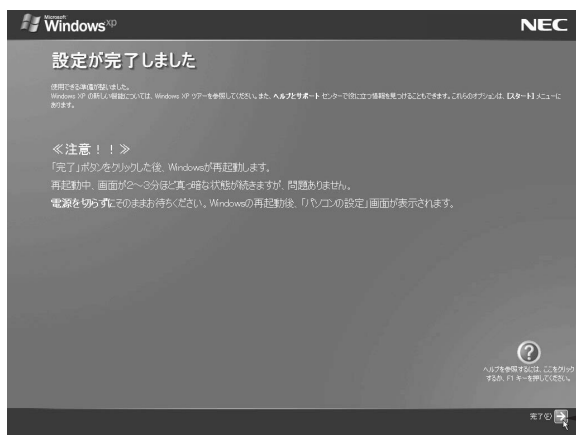 Microsoft
Windows xp
NEC
設定が完了しました
使用できる準備が整いました。
Windows XP の新しい機能については、Windows XP ツアーを参照してください。また、ヘルプとサポート センターで役に立つ情報を見つけることもできます。これらのオプションは、[スタート] メニューに
あります。
≪注意！！≫
「完了」ボタンをクリックした後、Windowsが再起動します。
再起動中、画面が2～3分ほど真っ暗な状態が続きますが、問題ありません。
電源を切らずにそのままお待ちください。Windowsの再起動後、「パソコンの設定」画面が表示されます。
ヘルプを参照するには、ここをクリック
するか、F1 キーを押してください。
完了(F)